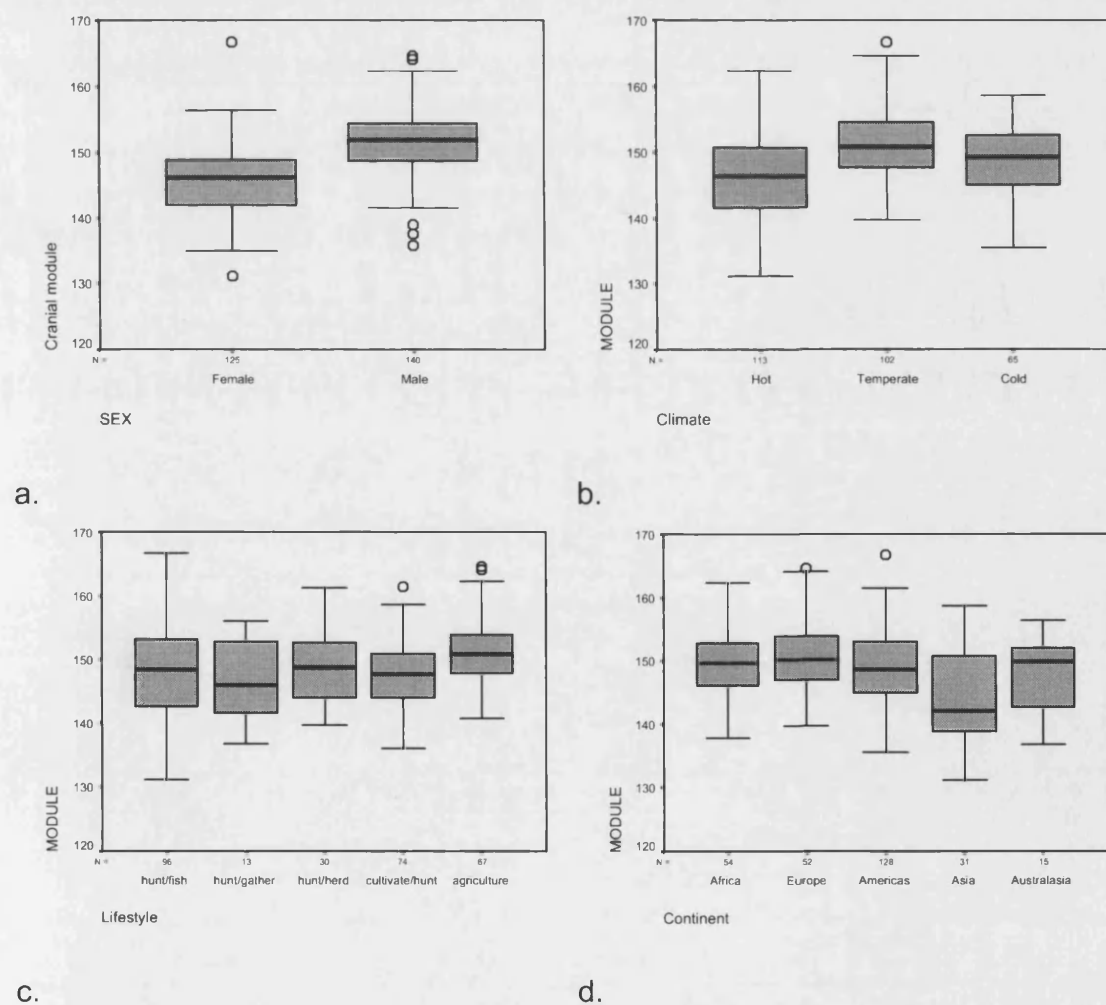 170
160
150
140
130
120
Cranial module
N =
125
140
Female
Male
SEX
a.
170
160
150
140
130
120
MODULE
N =
113
102
65
Hot
Temperate
Cold
Climate
b.
170
160
150
140
130
120
MODULE
N =
96
13
30
74
67
hunt/fish
hunt/gather
hunt/herd
cultivate/hunt
agriculture
Lifestyle
c.
170
160
150
140
130
120
MODULE
N =
54
52
128
31
15
Africa
Europe
Americas
Asia
Australasia
Continent
d.